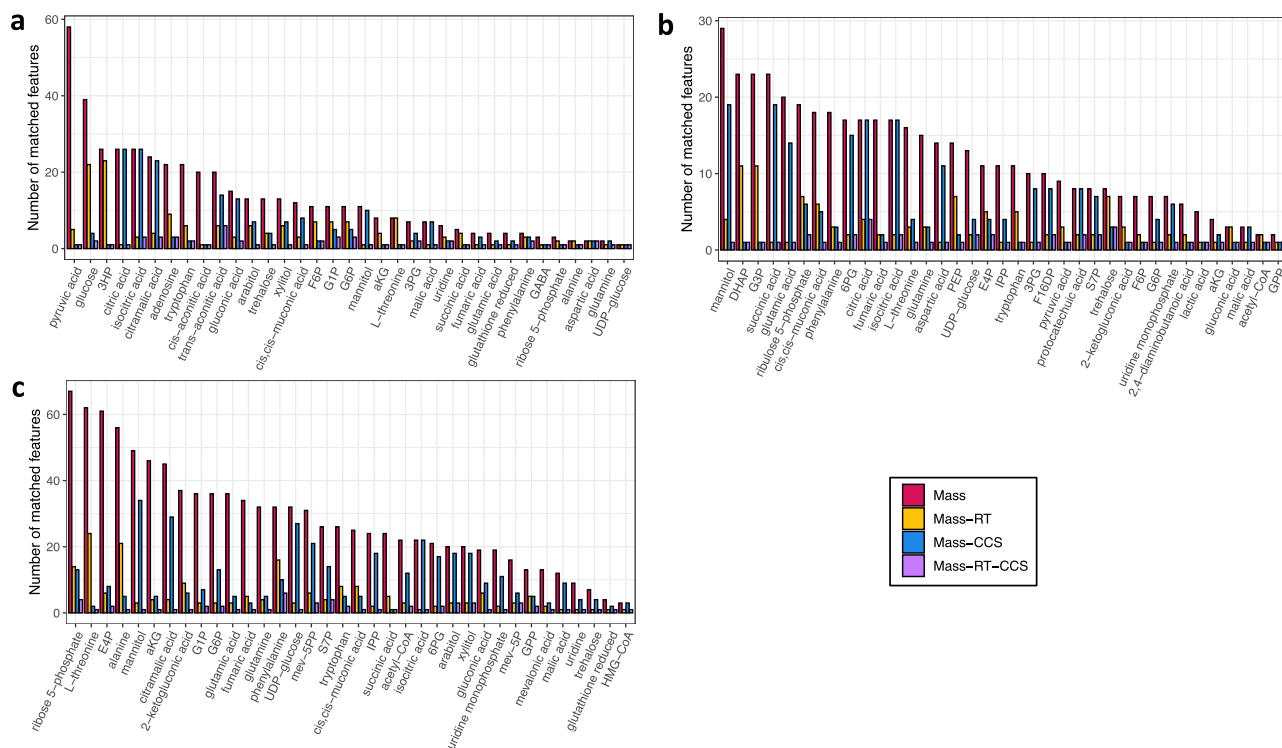 a
Number of matched features
60
40
20
0
pyruvic acid
glucose
3HP
citric acid
isocitric acid
citramalic acid
adenosine
tryptophan
cis-aconitic acid
trans-aconitic acid
gluconic acid
arabitol
trehalose
xylitol
cis,cis-muconic acid
F6P
G1P
G6P
mannitol
aKG
L-threonine
3PG
malic acid
uridine
succinic acid
fumaric acid
glutamic acid
glutathione reduced
phenylalanine
GABA
ribose 5-phosphate
alanine
aspartic acid
glutamine
UDP-glucose
b
Number of matched features
30
20
10
0
mannitol
DHAP
G3P
succinic acid
glutamic acid
ribulose 5-phosphate
cis,cis-muconic acid
phenylalanine
6PG
citric acid
fumaric acid
isocitric acid
L-threonine
glutamine
aspartic acid
PEP
UDP-glucose
E4P
IPP
tryptophan
3PG
F16DP
pyruvic acid
protocatechuic acid
S7P
trehalose
2-ketogluconic acid
F6P
G6P
uridine monophosphate
2,4-diaminobutanoic acid
lactic acid
aKG
gluconic acid
malic acid
acetyl-CoA
GPP
c
Number of matched features
60
40
20
0
ribose 5-phosphate
L-threonine
E4P
alanine
mannitol
aKG
citramalic acid
2-ketogluconic acid
G1P
G6P
glutamic acid
fumaric acid
glutamine
phenylalanine
UDP-glucose
mev-5PP
S7P
tryptophan
cis,cis-muconic acid
IPP
succinic acid
acetyl-CoA
isocitric acid
6PG
arabitol
xylitol
gluconic acid
uridine monophosphate
mev-5P
GPP
mevalonic acid
malic acid
uridine
trehalose
glutathione reduced
HMG-CoA
Mass
Mass-RT
Mass-CCS
Mass-RT-CCS